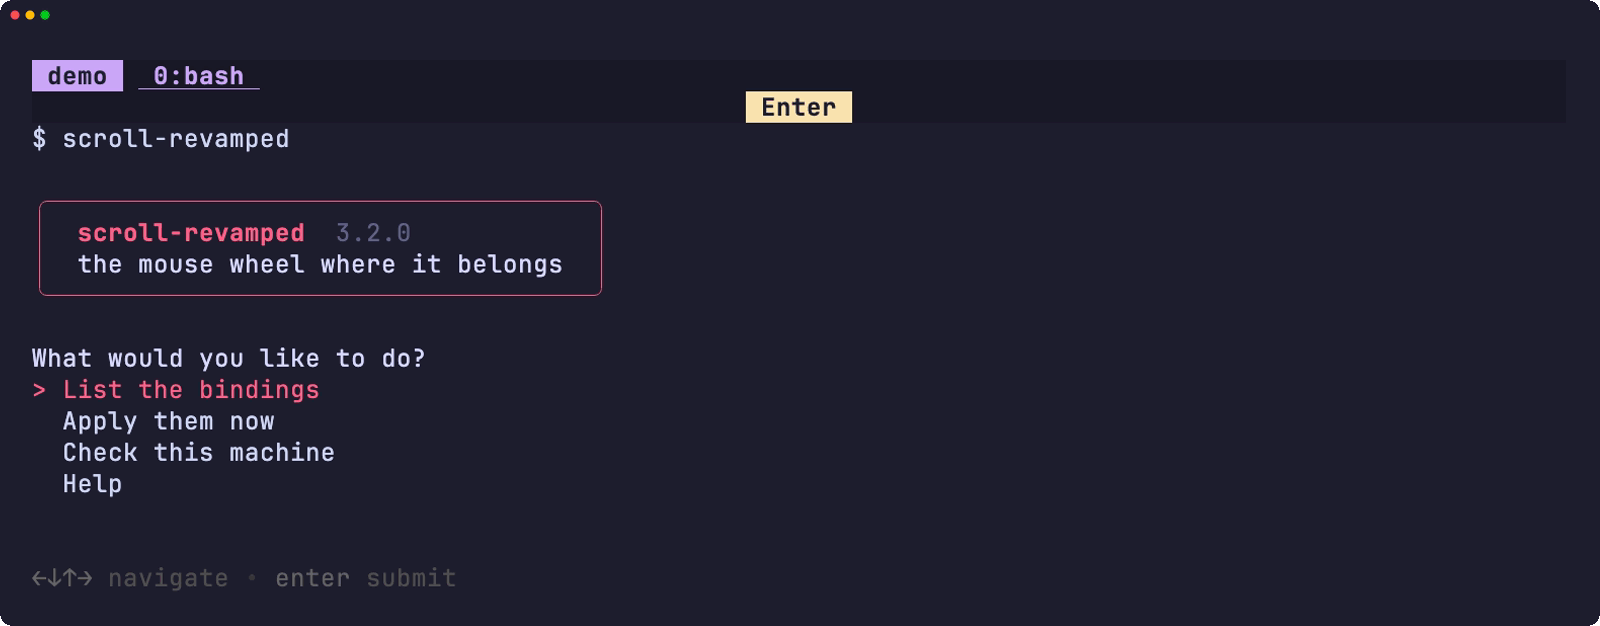 demo 0:bash
Enter
$ scroll-revamped
scroll-revamped 3.2.0
the mouse wheel where it belongs
What would you like to do?
> List the bindings
Apply them now
Check this machine
Help
←↓↑→ navigate • enter submit